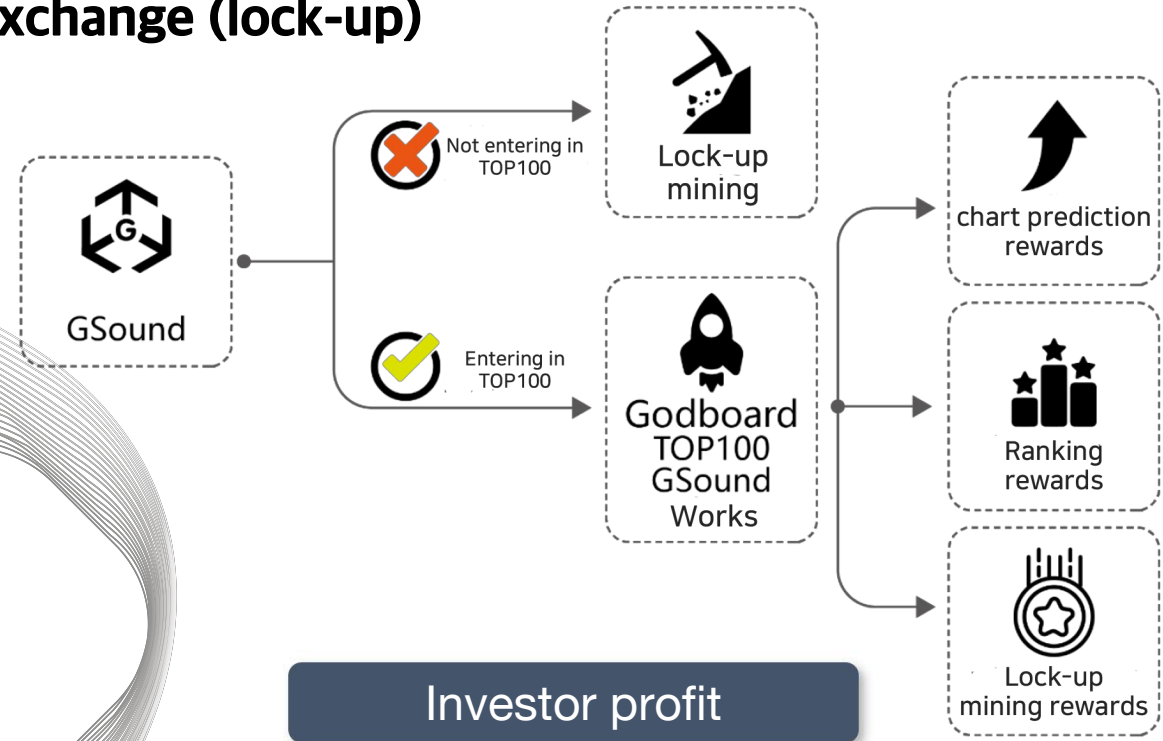 xchange (lock-up)
Not entering in
TOP100
Lock-up
mining
G
GSound
chart prediction
rewards
Entering in
TOP100
Godboard
TOP100
GSound
Works
Ranking
rewards
Lock-up
mining rewards
Investor profit